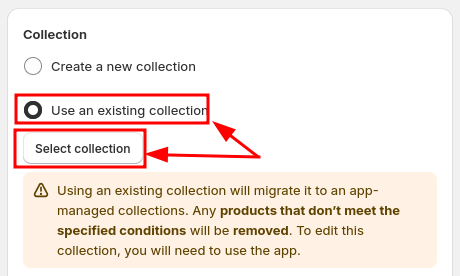 Collection
Create a new collection
Use an existing collection
Select collection
Using an existing collection will migrate it to an app-
managed collections. Any products that don’t meet the
specified conditions will be removed. To edit this
collection, you will need to use the app.